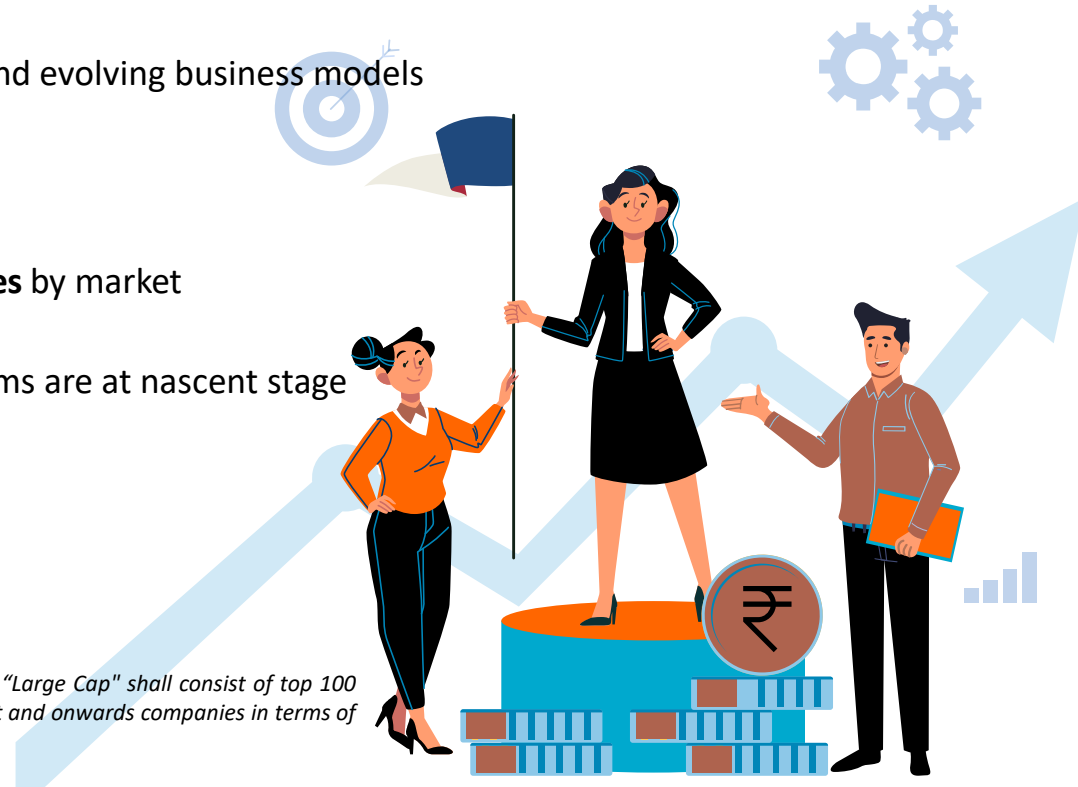 nd evolving business models
es by market
ms are at nascent stage
“Large Cap" shall consist of top 100
t and onwards companies in terms of
₹